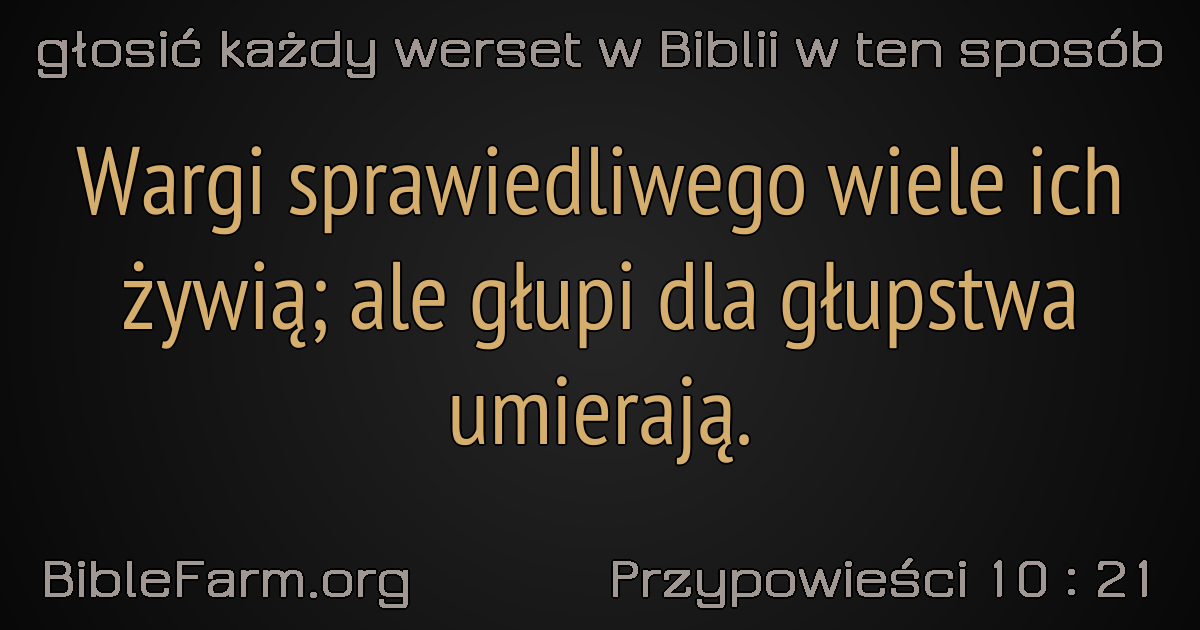 głosić każdy werset w Biblii w ten sposób
Wargi sprawiedliwego wiele ich
żywią; ale głupi dla głupstwa
umierają.
BibleFarm.org
Przypowieści 10 : 21